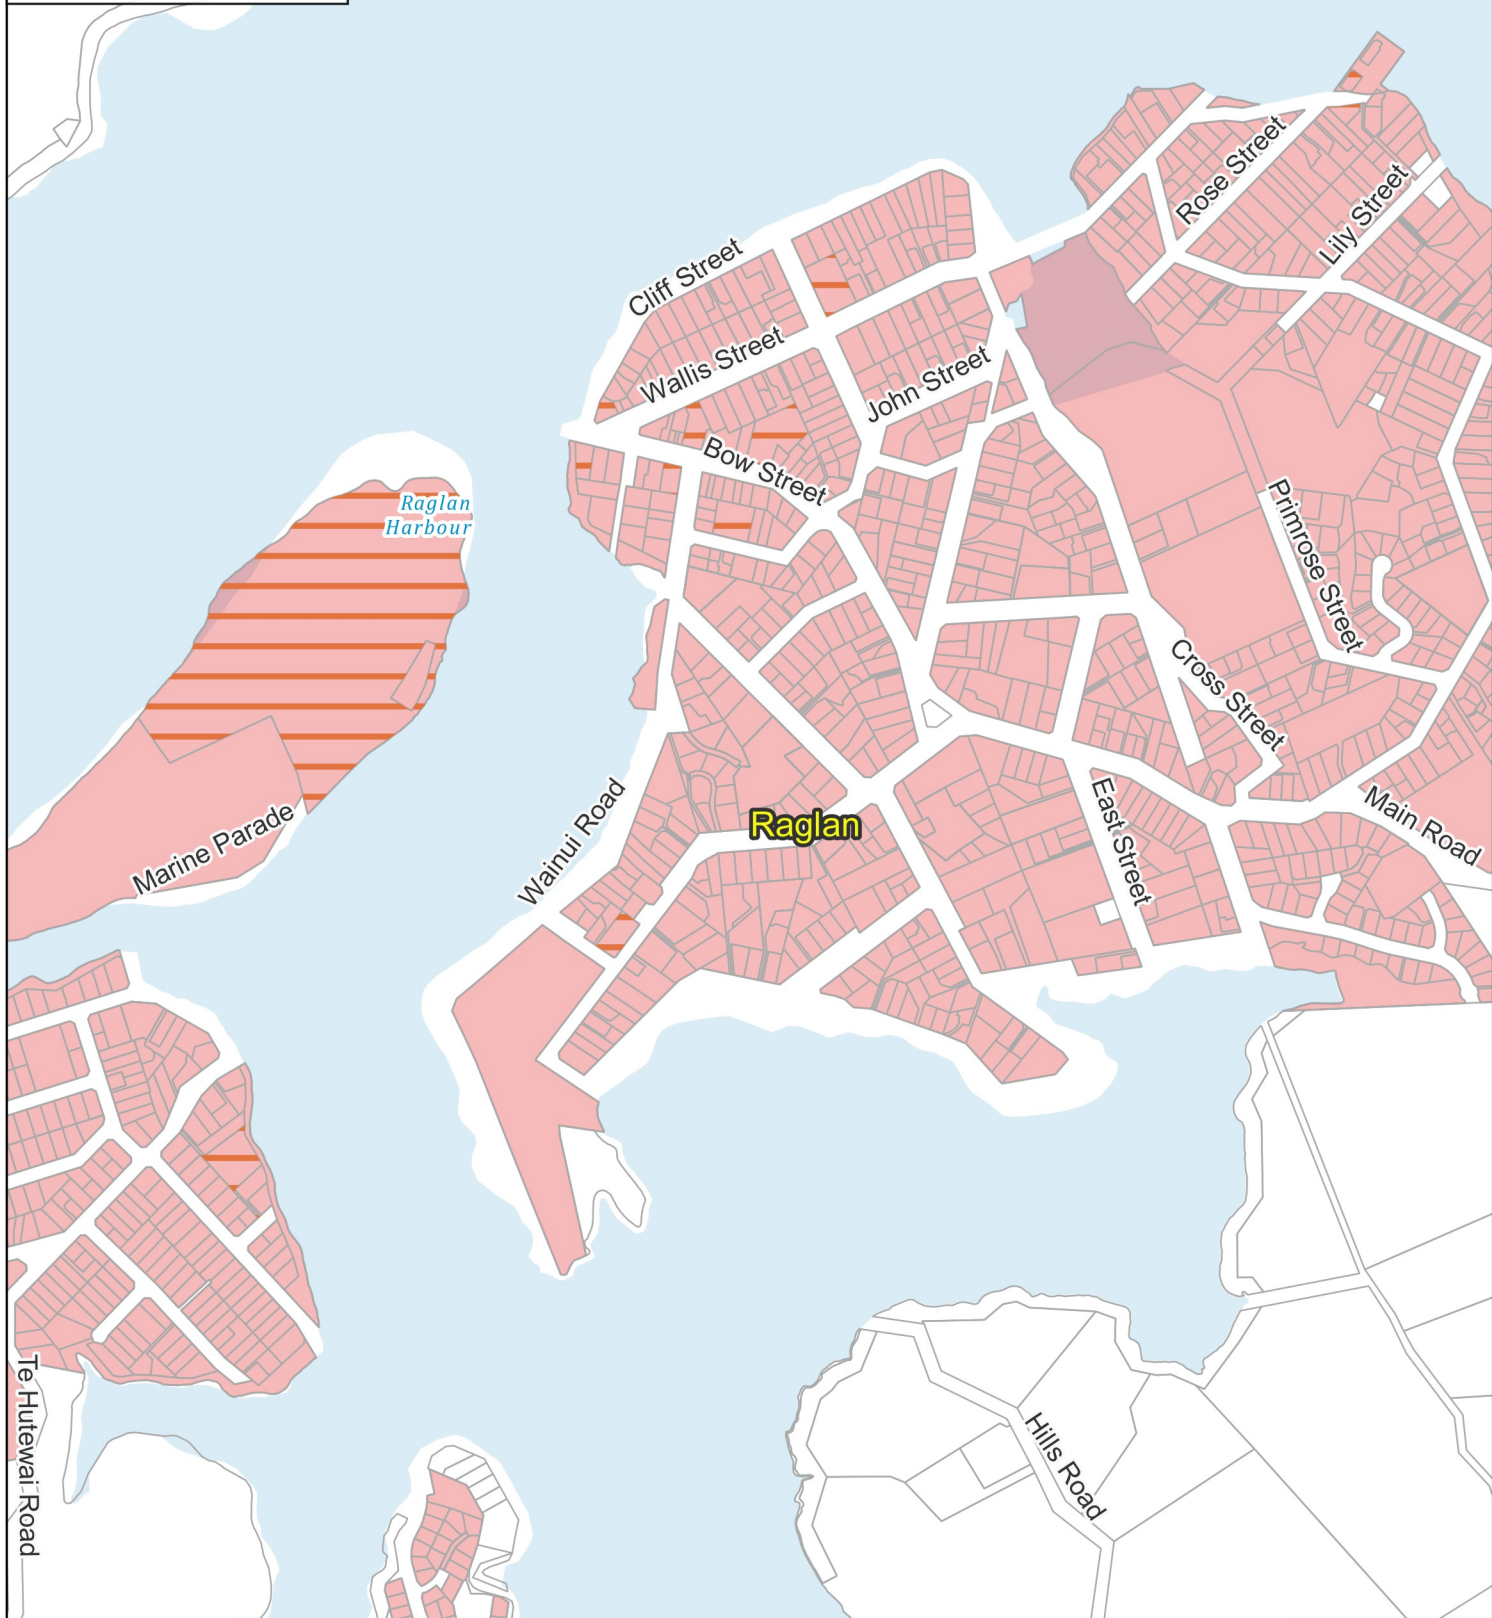 Rose Street
Lily Street
Cliff Street
Wallis Street
John Street
Bow Street
Raglan
Harbour
Primrose Street
Cross Street
Wainui Road
Marine Parade
Raglan
East Street
Main Road
Te Hutewai Road
Hills Road